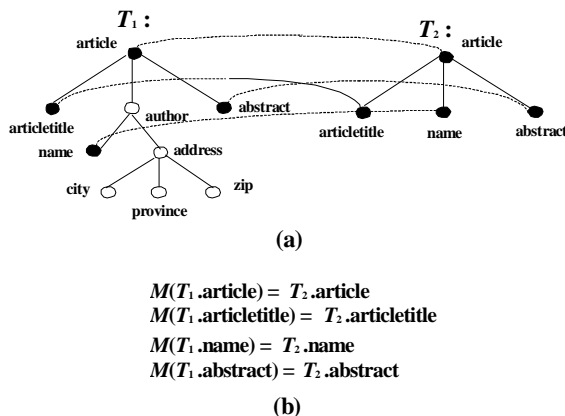 T1 : T2 :
article article
articletitle author abstract articletitle name abstract
name address
city zip
province
(a)
M(T1.article) = T2.article
M(T1.articletitle) = T2.articletitle
M(T1.name) = T2.name
M(T1.abstract) = T2.abstract
(b)